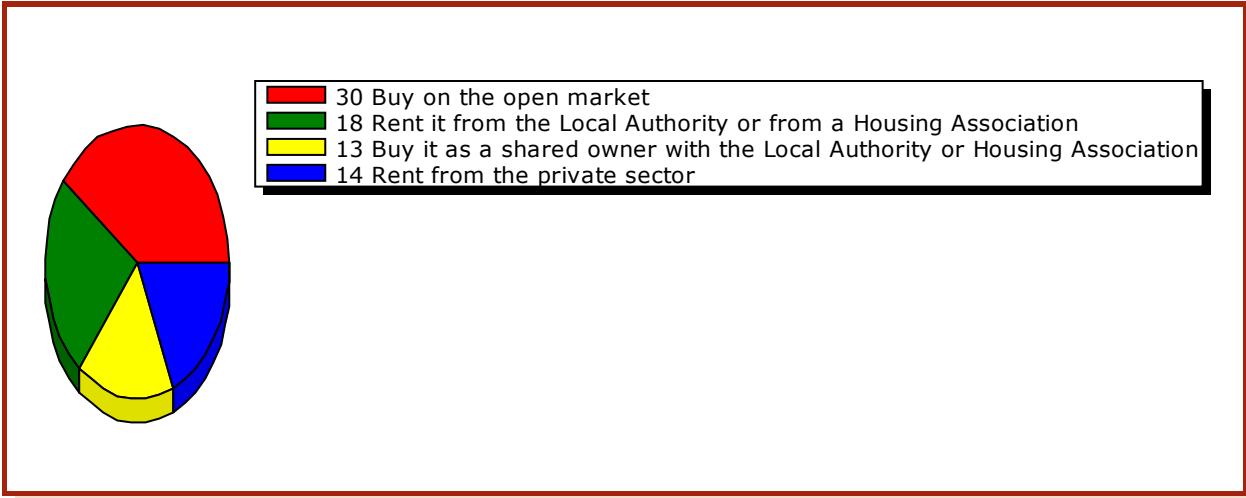 30 Buy on the open market
18 Rent it from the Local Authority or from a Housing Association
13 Buy it as a shared owner with the Local Authority or Housing Association
14 Rent from the private sector